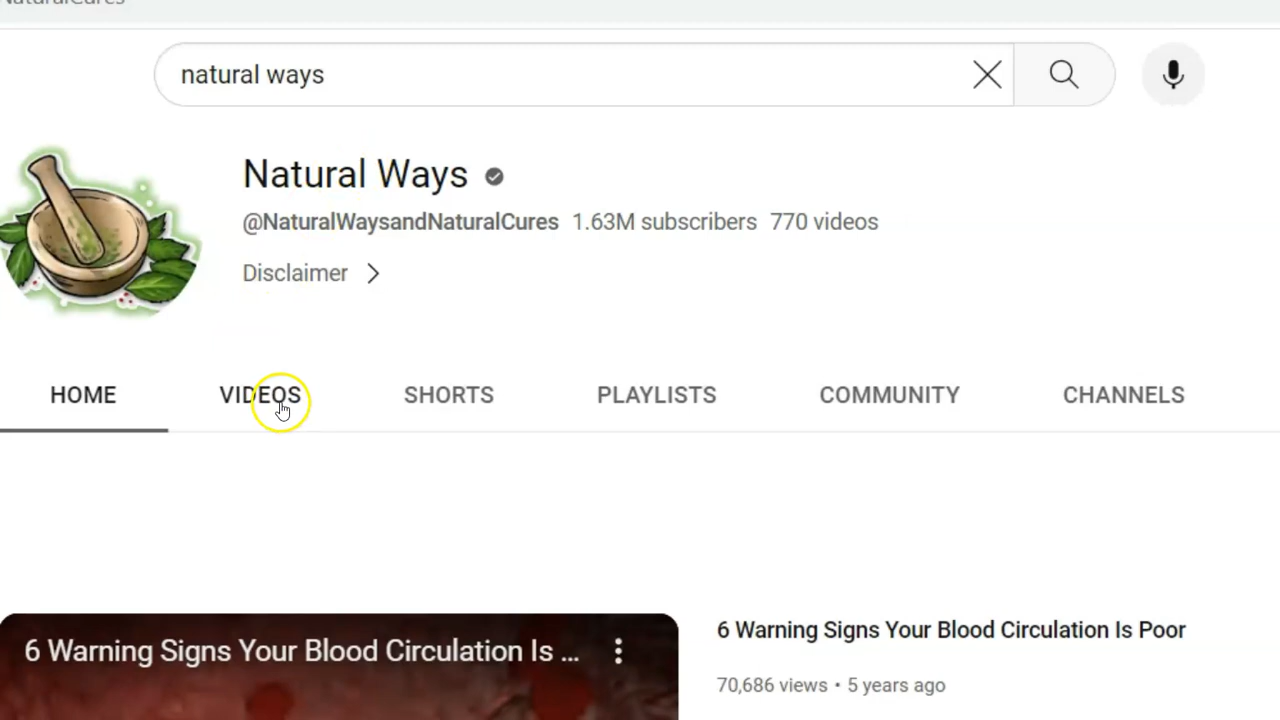 natural ways
Natural Ways
@NaturalWaysandNaturalCures 1.63M subscribers 770 videos
Disclaimer
HOME VIDEOS SHORTS PLAYLISTS COMMUNITY CHANNELS
6 Warning Signs Your Blood Circulation Is ...
6 Warning Signs Your Blood Circulation Is Poor
70,686 views • 5 years ago